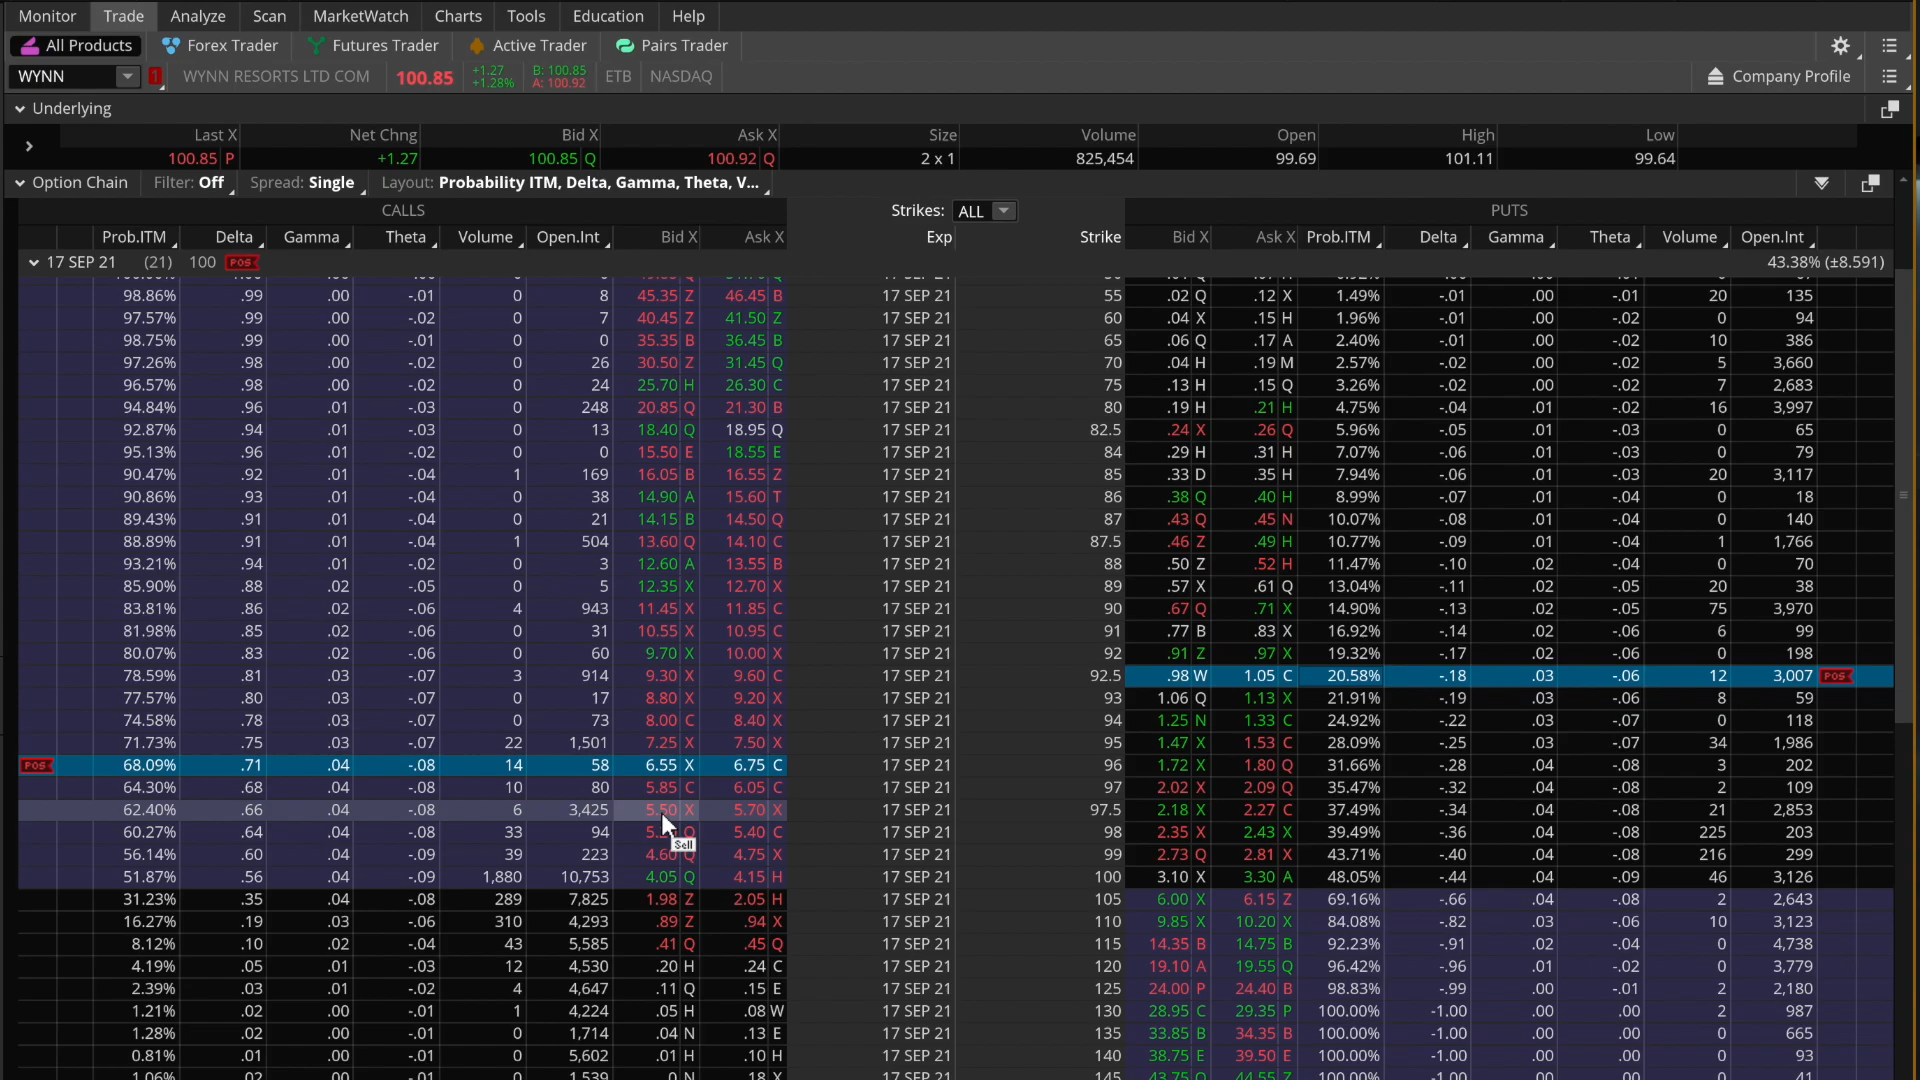 Monitor Trade Analyze Scan MarketWatch Charts Tools Education Help
All Products Forex Trader Futures Trader Active Trader Pairs Trader
WYNN 1 WYNN RESORTS LTD COM 100.85 +1.27 +1.28% B: 100.85 A: 100.92 ETB NASDAQ Company Profile
Underlying
Last X Net Chng Bid X Ask X Size Volume Open High Low
100.85 P +1.27 100.85 Q 100.92 Q 2 x 1 825,454 99.69 101.11 99.64
Option Chain Filter: Off Spread: Single Layout: Probability ITM, Delta, Gamma, Theta, V...
CALLS Strikes: ALL PUTS
Prob.ITM Delta Gamma Theta Volume Open.Int Bid X Ask X Exp Strike Bid X Ask X Prob.ITM Delta Gamma Theta Volume Open.Int
17 SEP 21 (21) 100 POS 43.38% (±8.591)
98.86% .99 .00 -.01 0 8 45.35 Z 46.45 B 17 SEP 21 55 .02 Q .12 X 1.49% -.01 .00 -.01 20 135
97.57% .99 .00 -.02 0 7 40.45 Z 41.50 Z 17 SEP 21 60 .04 X .15 H 1.96% -.01 .00 -.02 0 94
98.75% .99 .00 -.01 0 0 35.35 B 36.45 B 17 SEP 21 65 .06 Q .17 A 2.40% -.01 .00 -.02 10 386
97.26% .98 .00 -.02 0 26 30.50 Z 31.45 Q 17 SEP 21 70 .04 H .19 M 2.57% -.02 .00 -.02 5 3,660
96.57% .98 .00 -.02 0 24 25.70 H 26.30 C 17 SEP 21 75 .13 H .15 Q 3.26% -.02 .00 -.02 7 2,683
94.84% .96 .01 -.03 0 248 20.85 Q 21.30 B 17 SEP 21 80 .19 H .21 H 4.75% -.04 .01 -.02 16 3,997
92.87% .94 .01 -.03 0 13 18.40 Q 18.95 Q 17 SEP 21 82.5 .24 X .26 Q 5.96% -.05 .01 -.03 0 65
95.13% .96 .01 -.03 0 0 15.50 E 18.55 E 17 SEP 21 84 .29 H .31 H 7.07% -.06 .01 -.03 0 79
90.47% .92 .01 -.04 1 169 16.05 B 16.55 Z 17 SEP 21 85 .33 D .35 H 7.94% -.06 .01 -.03 20 3,117
90.86% .93 .01 -.04 0 38 14.90 A 15.60 T 17 SEP 21 86 .38 Q .40 H 8.99% -.07 .01 -.04 0 18
89.43% .91 .01 -.04 0 21 14.15 B 14.50 Q 17 SEP 21 87 .43 Q .45 N 10.07% -.08 .01 -.04 0 140
88.89% .91 .01 -.04 1 504 13.60 Q 14.10 C 17 SEP 21 87.5 .46 Z .49 H 10.77% -.09 .01 -.04 1 1,766
93.21% .94 .01 -.04 0 3 12.60 A 13.55 B 17 SEP 21 88 .50 Z .52 H 11.47% -.10 .02 -.04 0 70
85.90% .88 .02 -.05 0 5 12.35 X 12.70 X 17 SEP 21 89 .57 X .61 Q 13.04% -.11 .02 -.05 20 38
83.81% .86 .02 -.06 4 943 11.45 X 11.85 C 17 SEP 21 90 .67 Q .71 X 14.90% -.13 .02 -.05 75 3,970
81.98% .85 .02 -.06 0 31 10.55 X 10.95 C 17 SEP 21 91 .77 B .83 X 16.92% -.14 .02 -.06 6 99
80.07% .83 .02 -.06 0 60 9.70 X 10.00 X 17 SEP 21 92 .91 Z .97 X 19.32% -.17 .02 -.06 0 198
78.59% .81 .03 -.07 3 914 9.30 X 9.60 C 17 SEP 21 92.5 .98 W 1.05 C 20.58% -.18 .03 -.06 12 3,007 POS
77.57% .80 .03 -.07 0 17 8.80 X 9.20 X 17 SEP 21 93 1.06 Q 1.13 X 21.91% -.19 .03 -.06 8 59
74.58% .78 .03 -.07 0 73 8.00 C 8.40 X 17 SEP 21 94 1.25 N 1.33 C 24.92% -.22 .03 -.07 0 118
71.73% .75 .03 -.07 22 1,501 7.25 X 7.50 X 17 SEP 21 95 1.47 X 1.53 C 28.09% -.25 .03 -.07 34 1,986
POS 68.09% .71 .04 -.08 14 58 6.55 X 6.75 C 17 SEP 21 96 1.72 X 1.80 Q 31.66% -.28 .04 -.08 3 202
64.30% .68 .04 -.08 10 80 5.85 C 6.05 C 17 SEP 21 97 2.02 X 2.09 Q 35.47% -.32 .04 -.08 2 109
62.40% .66 .04 -.08 6 3,425 5.50 X 5.70 X 17 SEP 21 97.5 2.18 X 2.27 C 37.49% -.34 .04 -.08 21 2,853
60.27% .64 .04 -.08 33 94 Q 5.40 C 17 SEP 21 98 2.35 X 2.43 X 39.49% -.36 .04 -.08 225 203
Sell
56.14% .60 .04 -.09 39 223 4.60 Q 4.75 X 17 SEP 21 99 2.73 Q 2.81 X 43.71% -.40 .04 -.08 216 299
51.87% .56 .04 -.09 1,880 10,753 4.05 Q 4.15 H 17 SEP 21 100 3.10 X 3.30 A 48.05% -.44 .04 -.09 46 3,126
31.23% .35 .04 -.08 289 7,825 1.98 Z 2.05 H 17 SEP 21 105 6.00 X 6.15 Z 69.16% -.66 .04 -.08 2 2,643
16.27% .19 .03 -.06 310 4,293 .89 Z .94 X 17 SEP 21 110 9.85 X 10.20 X 84.08% -.82 .03 -.06 10 3,123
8.12% .10 .02 -.04 43 5,585 .41 Q .45 Q 17 SEP 21 115 14.35 B 14.75 B 92.23% -.91 .02 -.04 0 4,738
4.19% .05 .01 -.03 12 4,530 .20 H .24 C 17 SEP 21 120 19.10 A 19.55 Q 96.42% -.96 .01 -.02 0 3,779
2.39% .03 .01 -.02 4 4,647 .11 Q .15 E 17 SEP 21 125 24.00 P 24.40 B 98.83% -.99 .00 -.01 2 2,180
1.21% .02 .00 -.01 1 4,224 .05 H .08 W 17 SEP 21 130 28.95 C 29.35 P 100.00% -1.00 .00 .00 2 987
1.28% .02 .00 -.01 0 1,714 .04 N .13 E 17 SEP 21 135 33.85 B 34.35 B 100.00% -1.00 .00 .00 0 665
0.81% .01 .00 -.01 0 5,602 .01 H .10 H 17 SEP 21 140 38.75 E 39.50 E 100.00% -1.00 .00 .00 0 93
1.06% .02 .00 -.01 0 1,539 0 N .18 X 17 SEP 21 145 43.75 Q 44.55 Z 100.00% -1.00 .00 .00 0 41